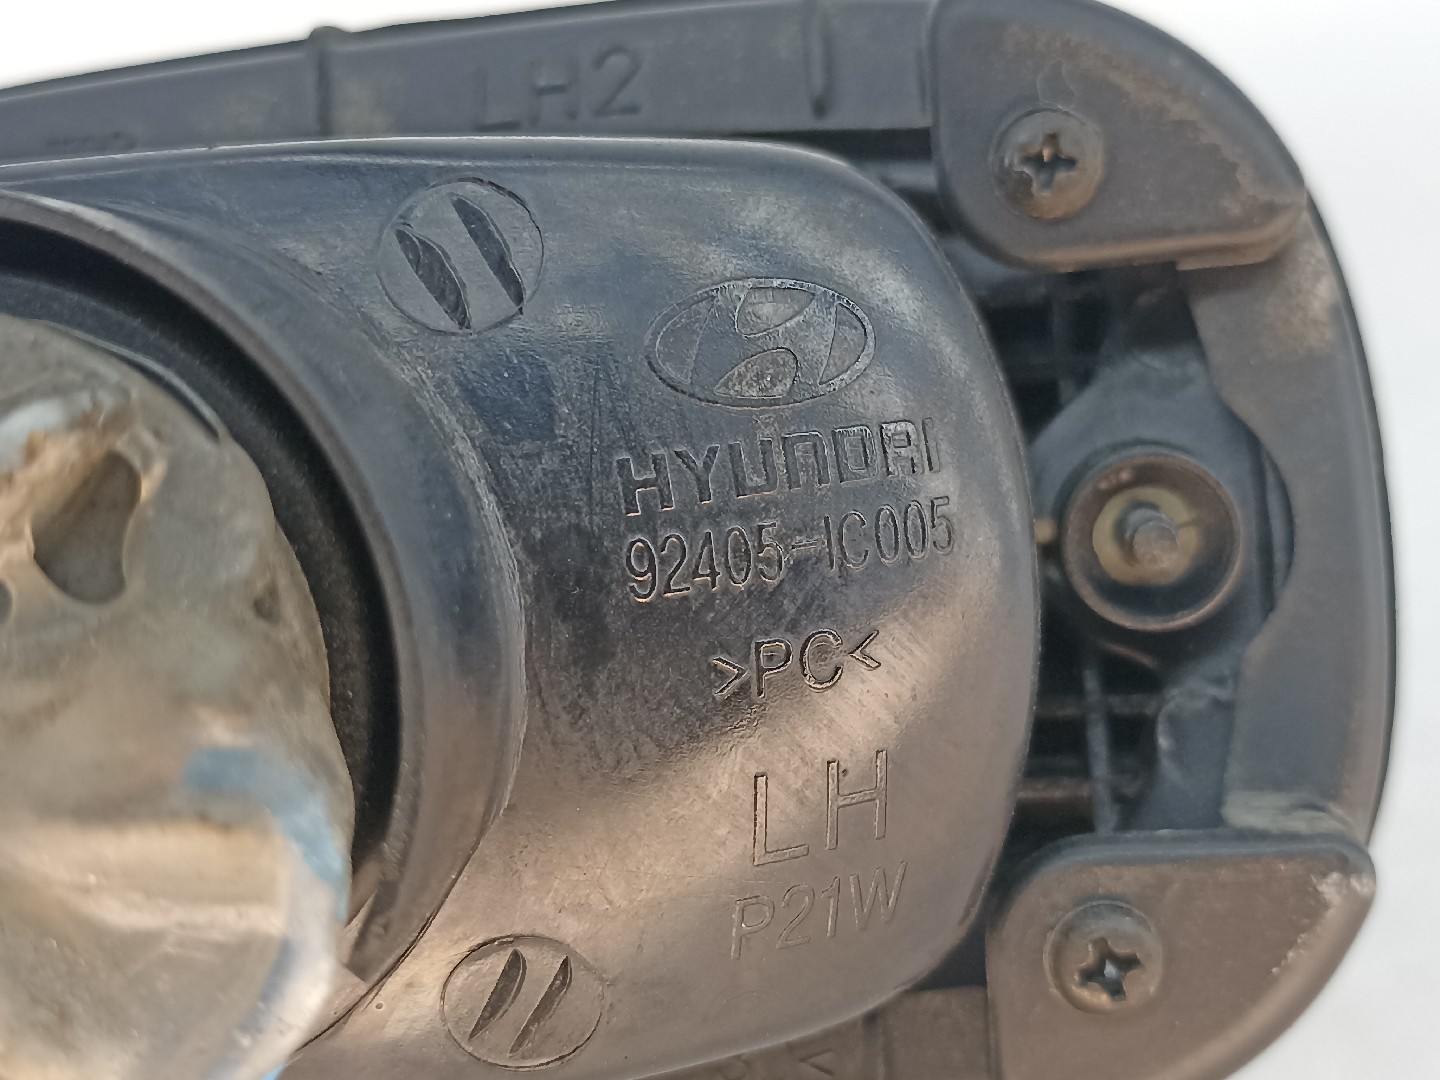 LH2
HYUNDAI
92405-1C005
>PC<
LH
P21W